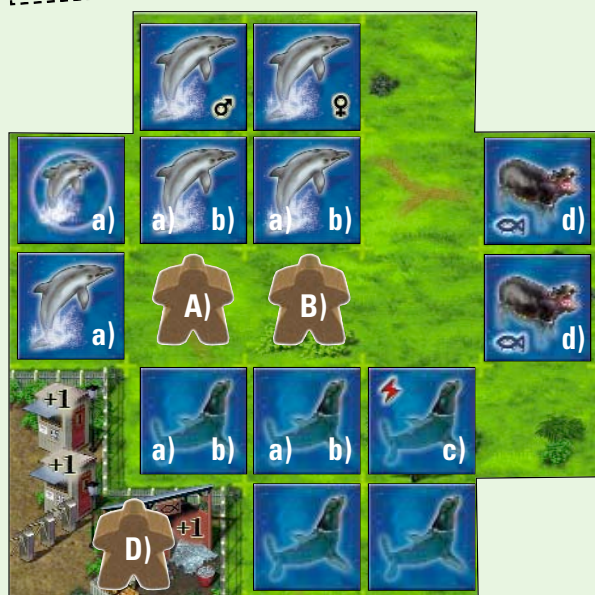 ♂ ♀
a) a) b) a) b) d)
a) A) B) d)
+1 a) b) a) b) c)
+1
+1
D)